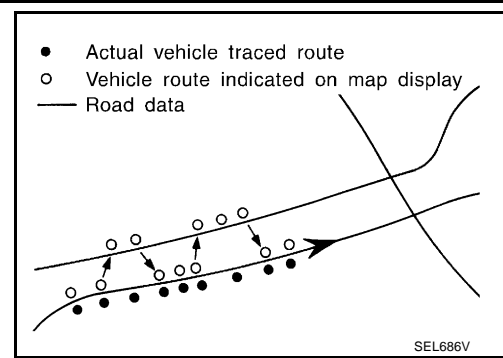 Actual vehicle traced route
Vehicle route indicated on map display
Road data
SEL686V